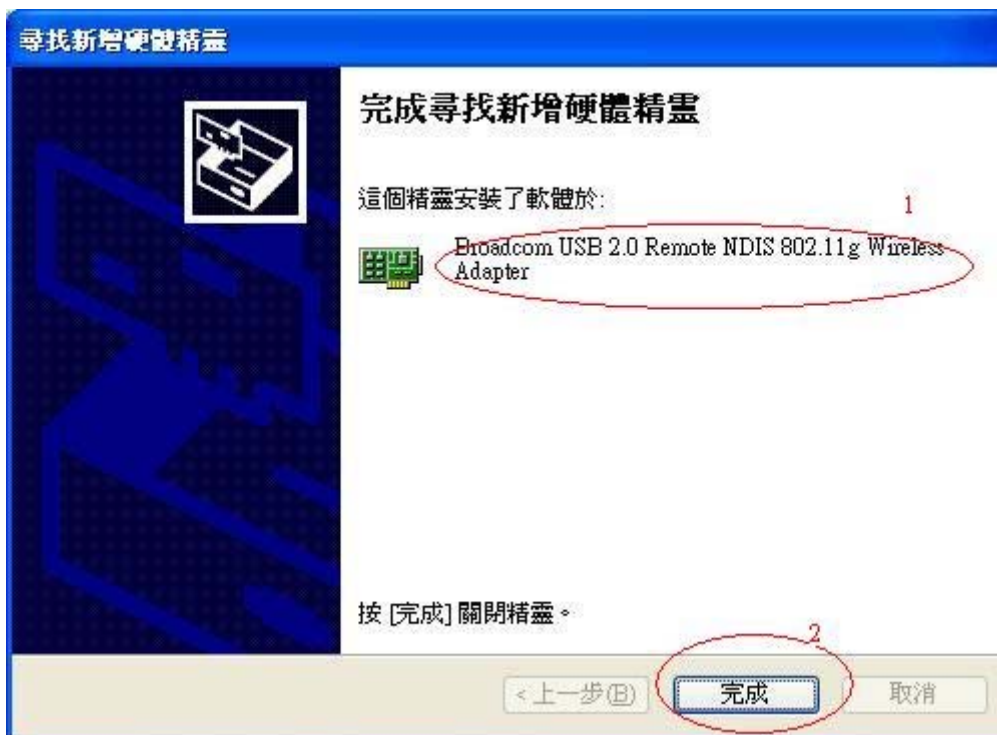 尋找新增硬體精靈
完成尋找新增硬體精靈
這個精靈安裝了軟體於:
1
Broadcom USB 2.0 Remote NDIS 802.11g Wireless
Adapter
按 [完成] 關閉精靈。
2
<上一步(B)
完成
取消